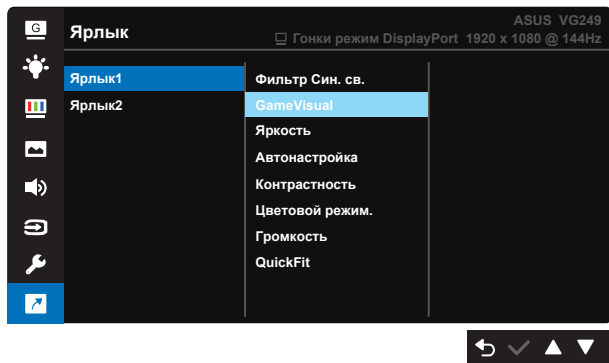 G
Ярлык
ASUS VG249
Гонки режим DisplayPort 1920 x 1080 @ 144Hz
Ярлык1
Ярлык2
Фильтр Син. св.
GameVisual
Яркость
Автонастройка
Контрастность
Цветовой режим.
Громкость
QuickFit